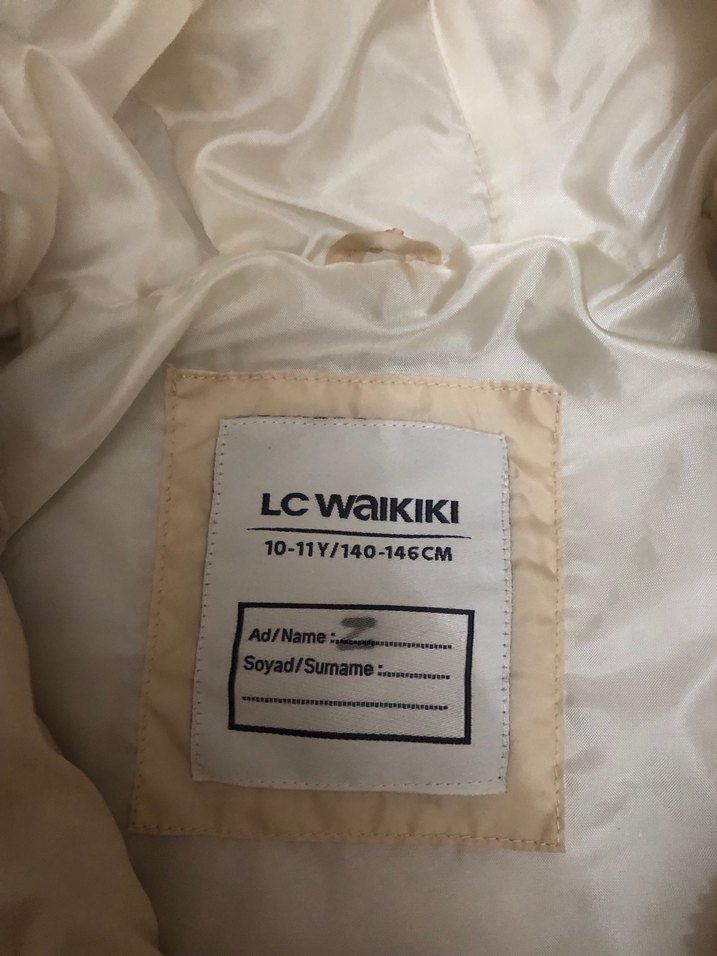 LC WAIKIKI
10-11Y/140-146CM
Ad/Name : Z
Soyad/Surname :